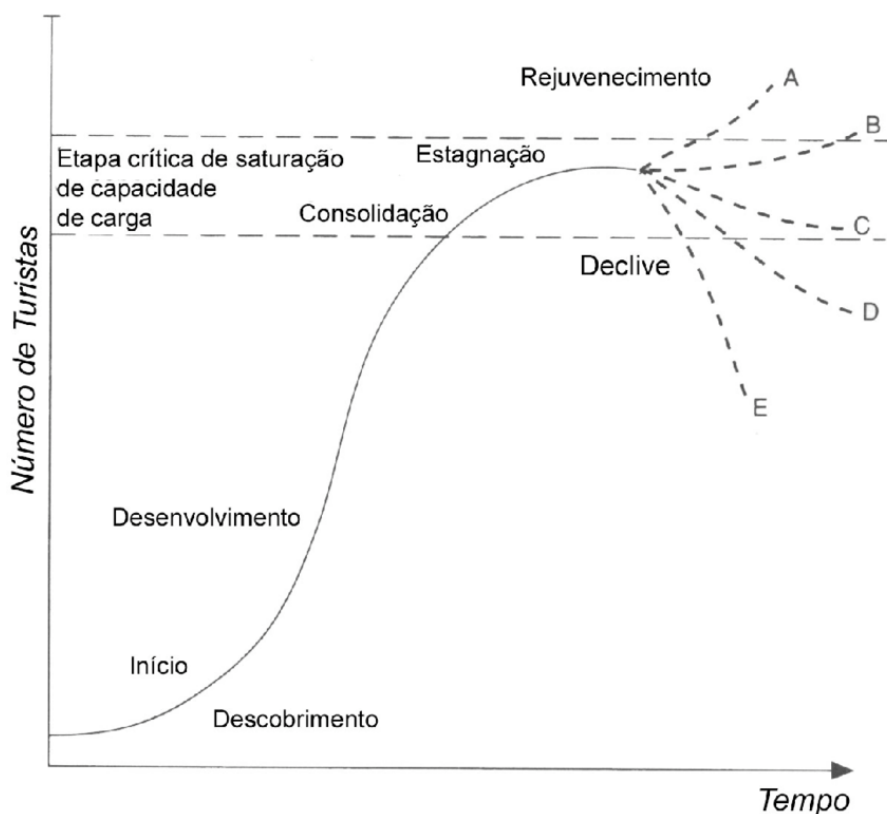 Rejuvenecimento
A
B
Etapa crítica de saturação
de capacidade
de carga
Estagnação
Consolidação
C
Declive
D
E
Número de Turistas
Desenvolvimento
Início
Descobrimento
Tempo